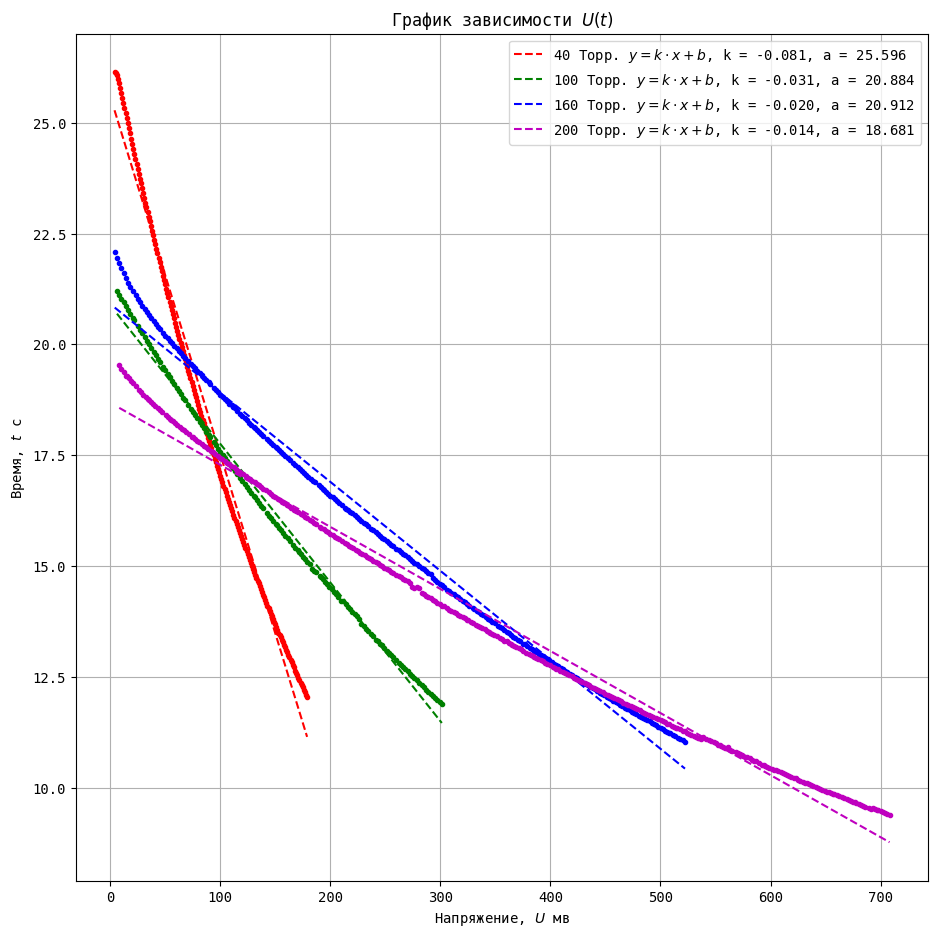 График зависимости U(t)
40 Торр. y = k · x + b, k = -0.081, a = 25.596
100 Торр. y = k · x + b, k = -0.031, a = 20.884
160 Торр. y = k · x + b, k = -0.020, a = 20.912
200 Торр. y = k · x + b, k = -0.014, a = 18.681
25.0
22.5
20.0
17.5
15.0
12.5
10.0
Время, t с
0 100 200 300 400 500 600 700
Напряжение, U мв